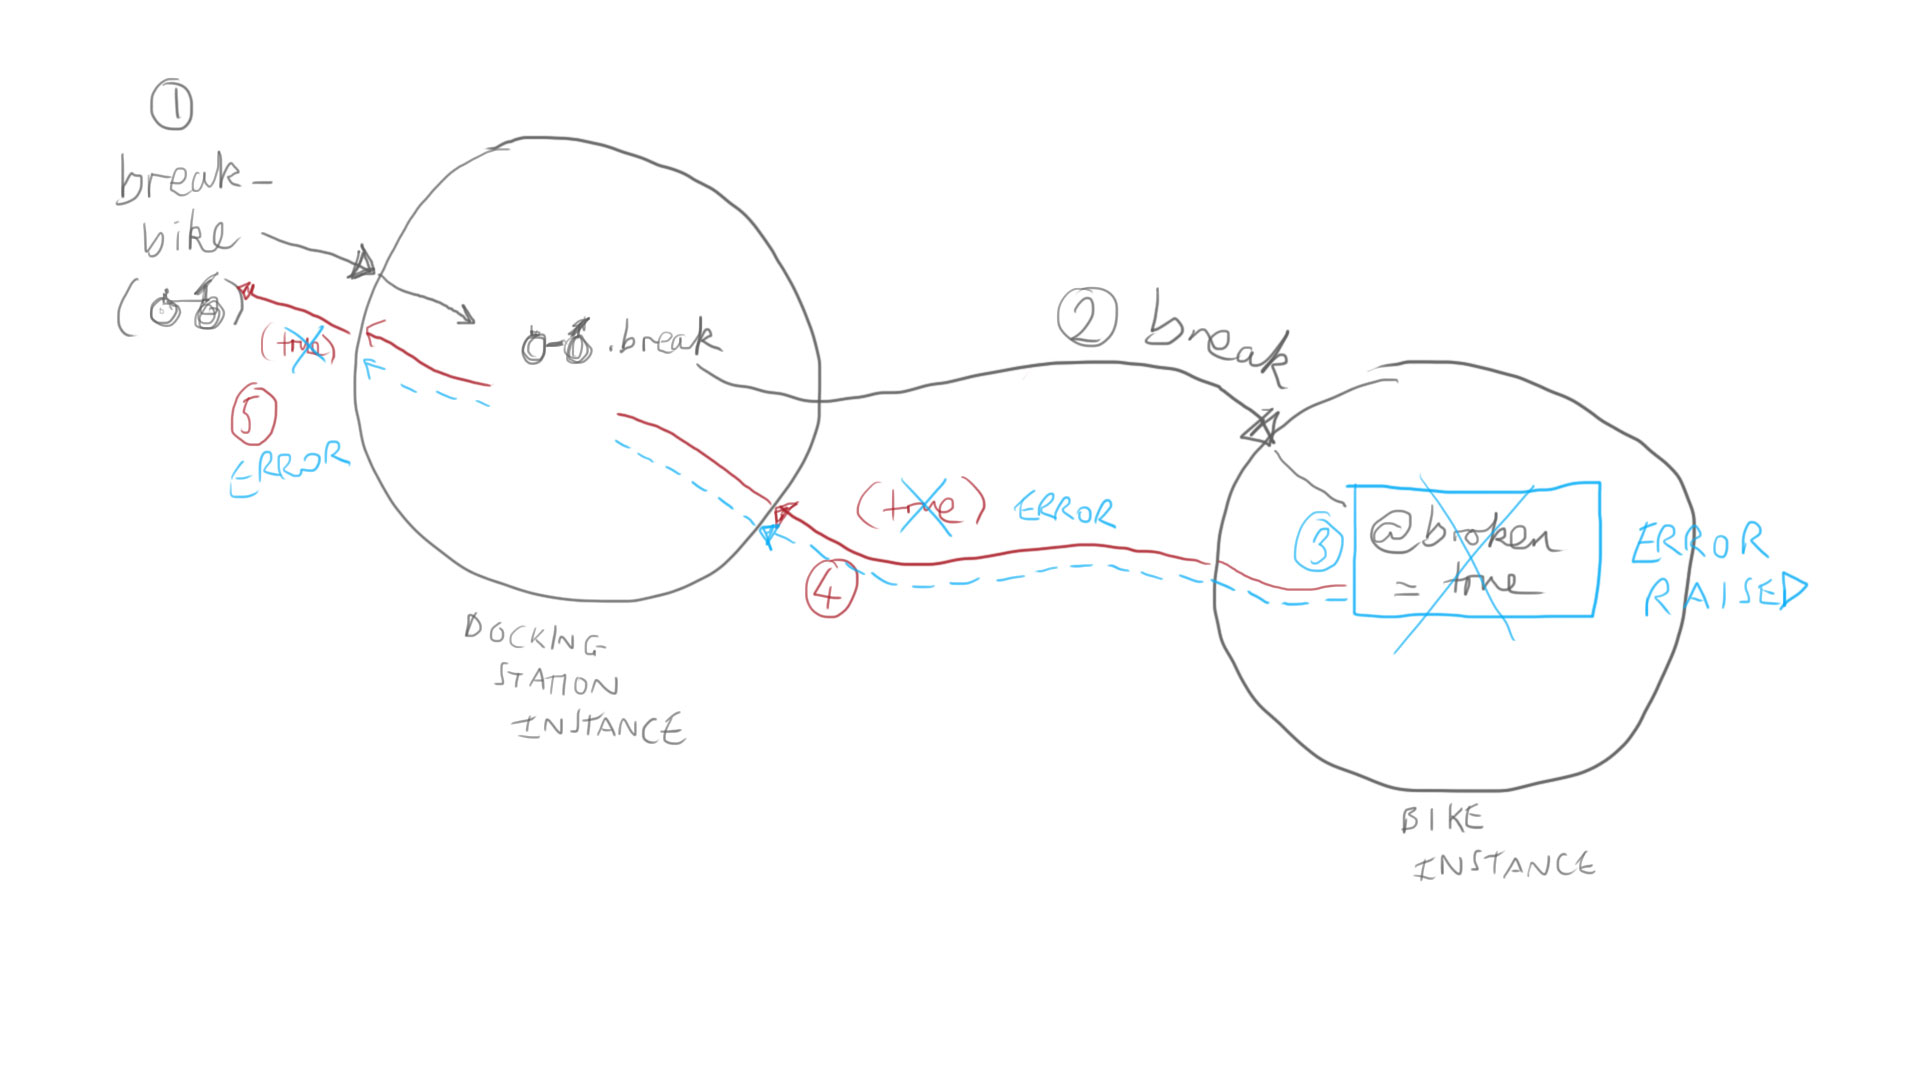 1
break_
bike
( )
(true)
5
ERROR
.break
DOCKING
STATION
INSTANCE
2 break
(true) ERROR
4
3
@broken
= true
ERROR
RAISED
BIKE
INSTANCE